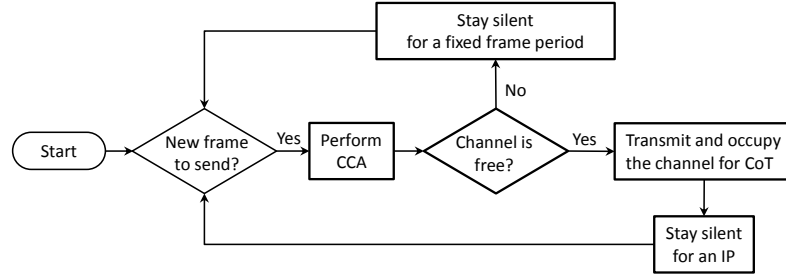 Stay silent
for a fixed frame period
No
Start
New frame
to send?
Yes
Perform
CCA
Channel is
free?
Yes
Transmit and occupy
the channel for CoT
Stay silent
for an IP